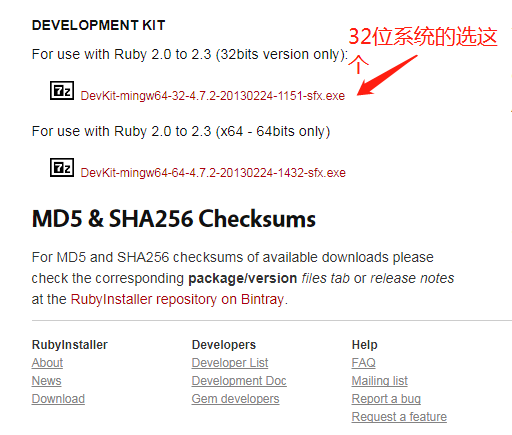 DEVELOPMENT KIT
For use with Ruby 2.0 to 2.3 (32bits version only):
32位系统的选这
个
7z DevKit-mingw64-32-4.7.2-20130224-1151-sfx.exe
For use with Ruby 2.0 to 2.3 (x64 - 64bits only)
7z DevKit-mingw64-64-4.7.2-20130224-1432-sfx.exe
MD5 & SHA256 Checksums
For MD5 and SHA256 checksums of available downloads please
check the corresponding package/version files tab or release notes
at the RubyInstaller repository on Bintray.
RubyInstaller Developers Help
About Developer List FAQ
News Development Doc Mailing list
Download Gem developers Report a bug
Request a feature